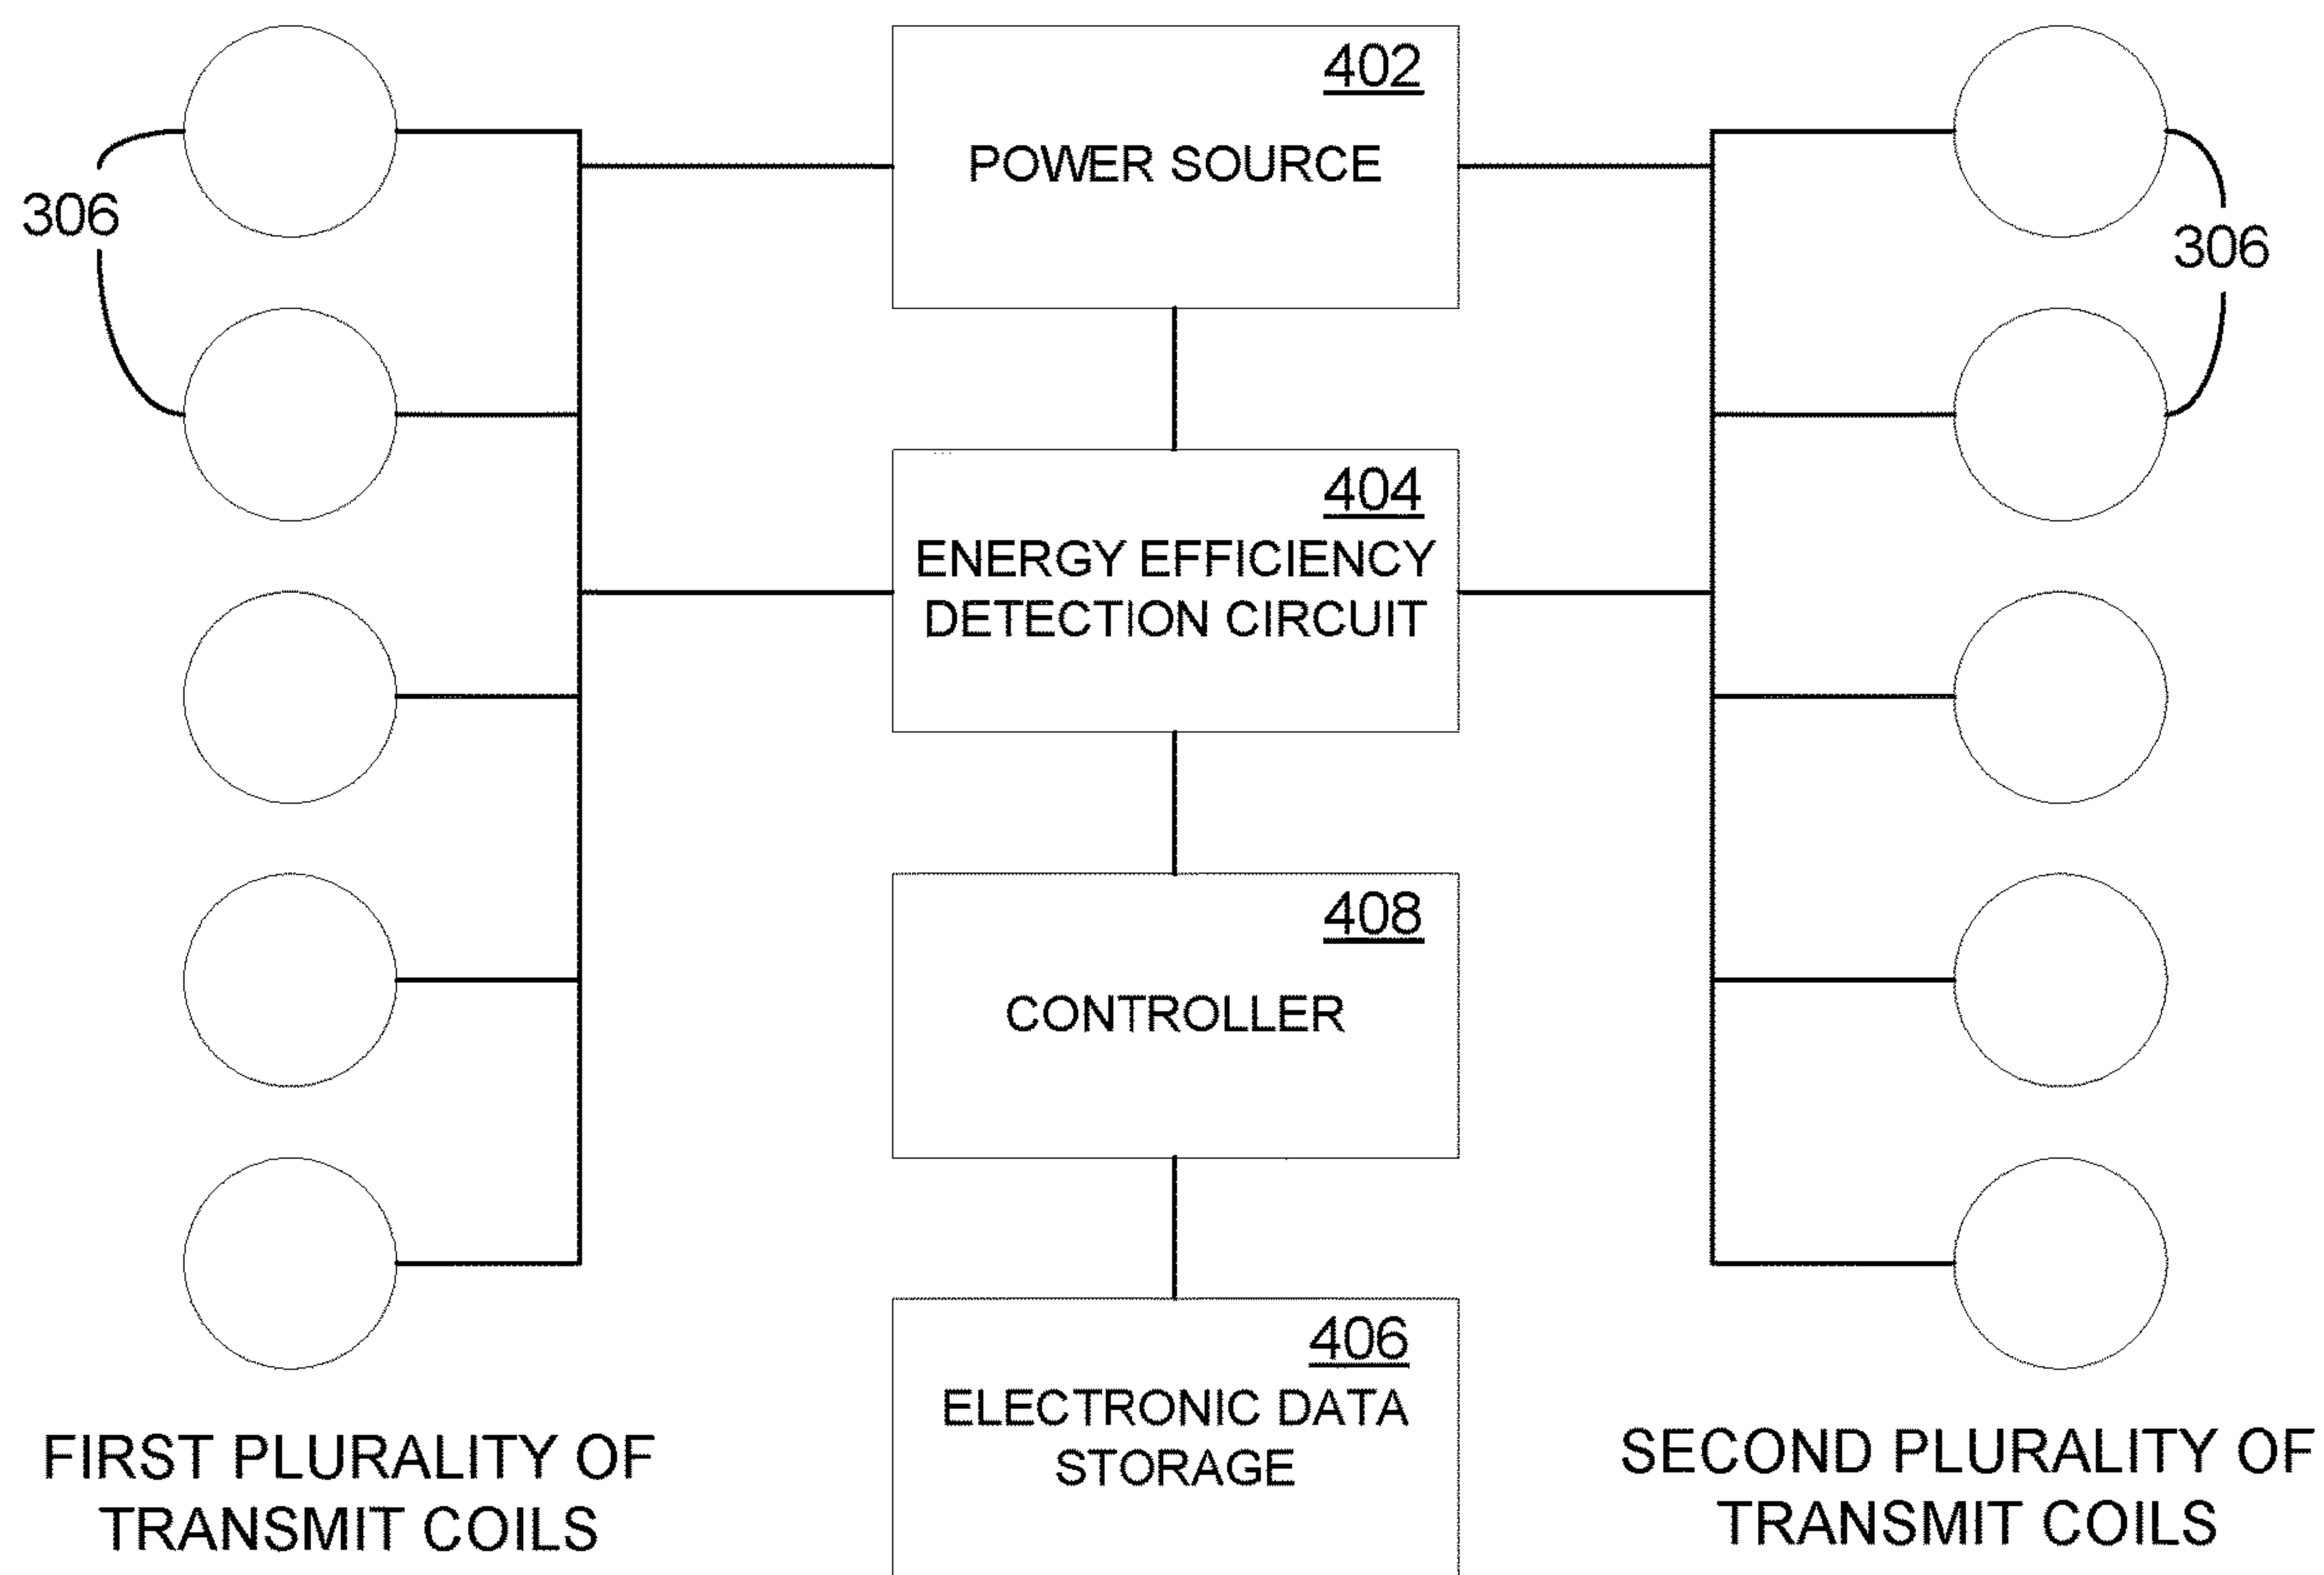 402
POWER SOURCE
306
306
404
ENERGY EFFICIENCY
DETECTION CIRCUIT
408
CONTROLLER
406
ELECTRONIC DATA
STORAGE
FIRST PLURALITY OF
TRANSMIT COILS
SECOND PLURALITY OF
TRANSMIT COILS